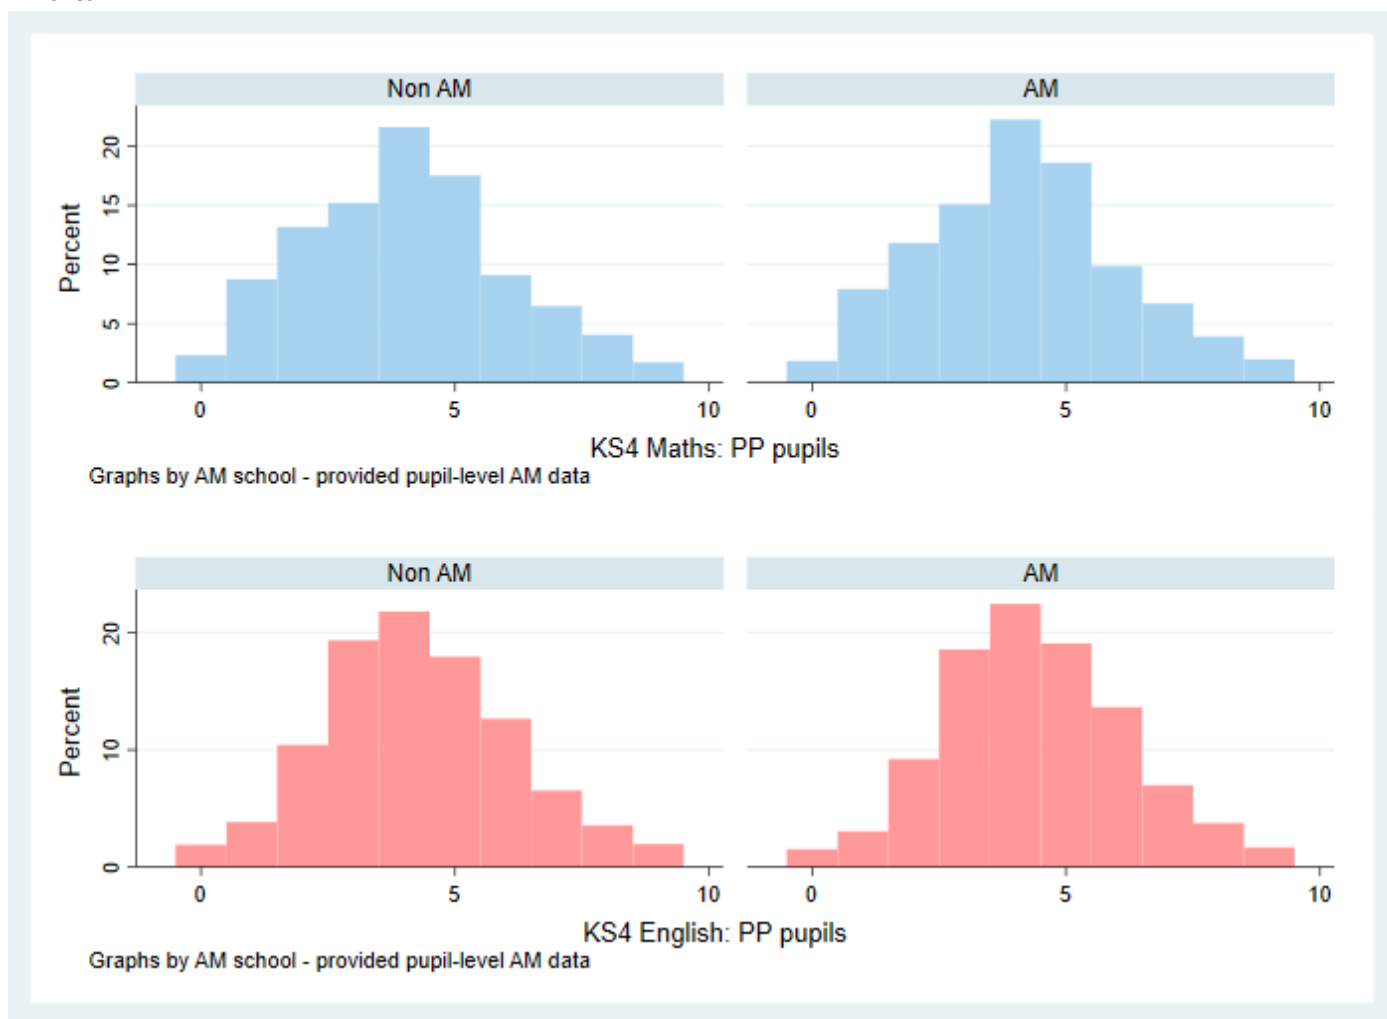 Non AM
AM
Percent
20
15
10
5
0
0 5 10
0 5 10
KS4 Maths: PP pupils
Graphs by AM school - provided pupil-level AM data
Non AM
AM
Percent
20
10
0
0 5 10
0 5 10
KS4 English: PP pupils
Graphs by AM school - provided pupil-level AM data